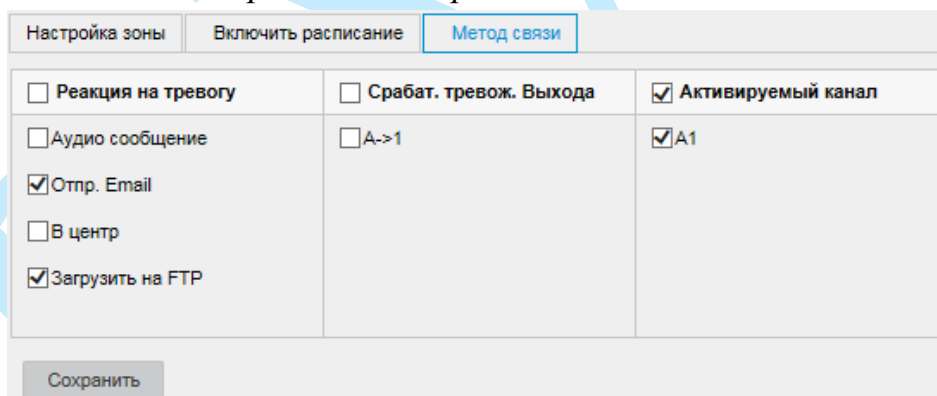 Настройка зоны Включить расписание Метод связи
Реакция на тревогу Срабат. тревож. Выхода Активируемый канал
Аудио сообщение A->1 A1
Отпр. Email
В центр
Загрузить на FTP
Сохранить